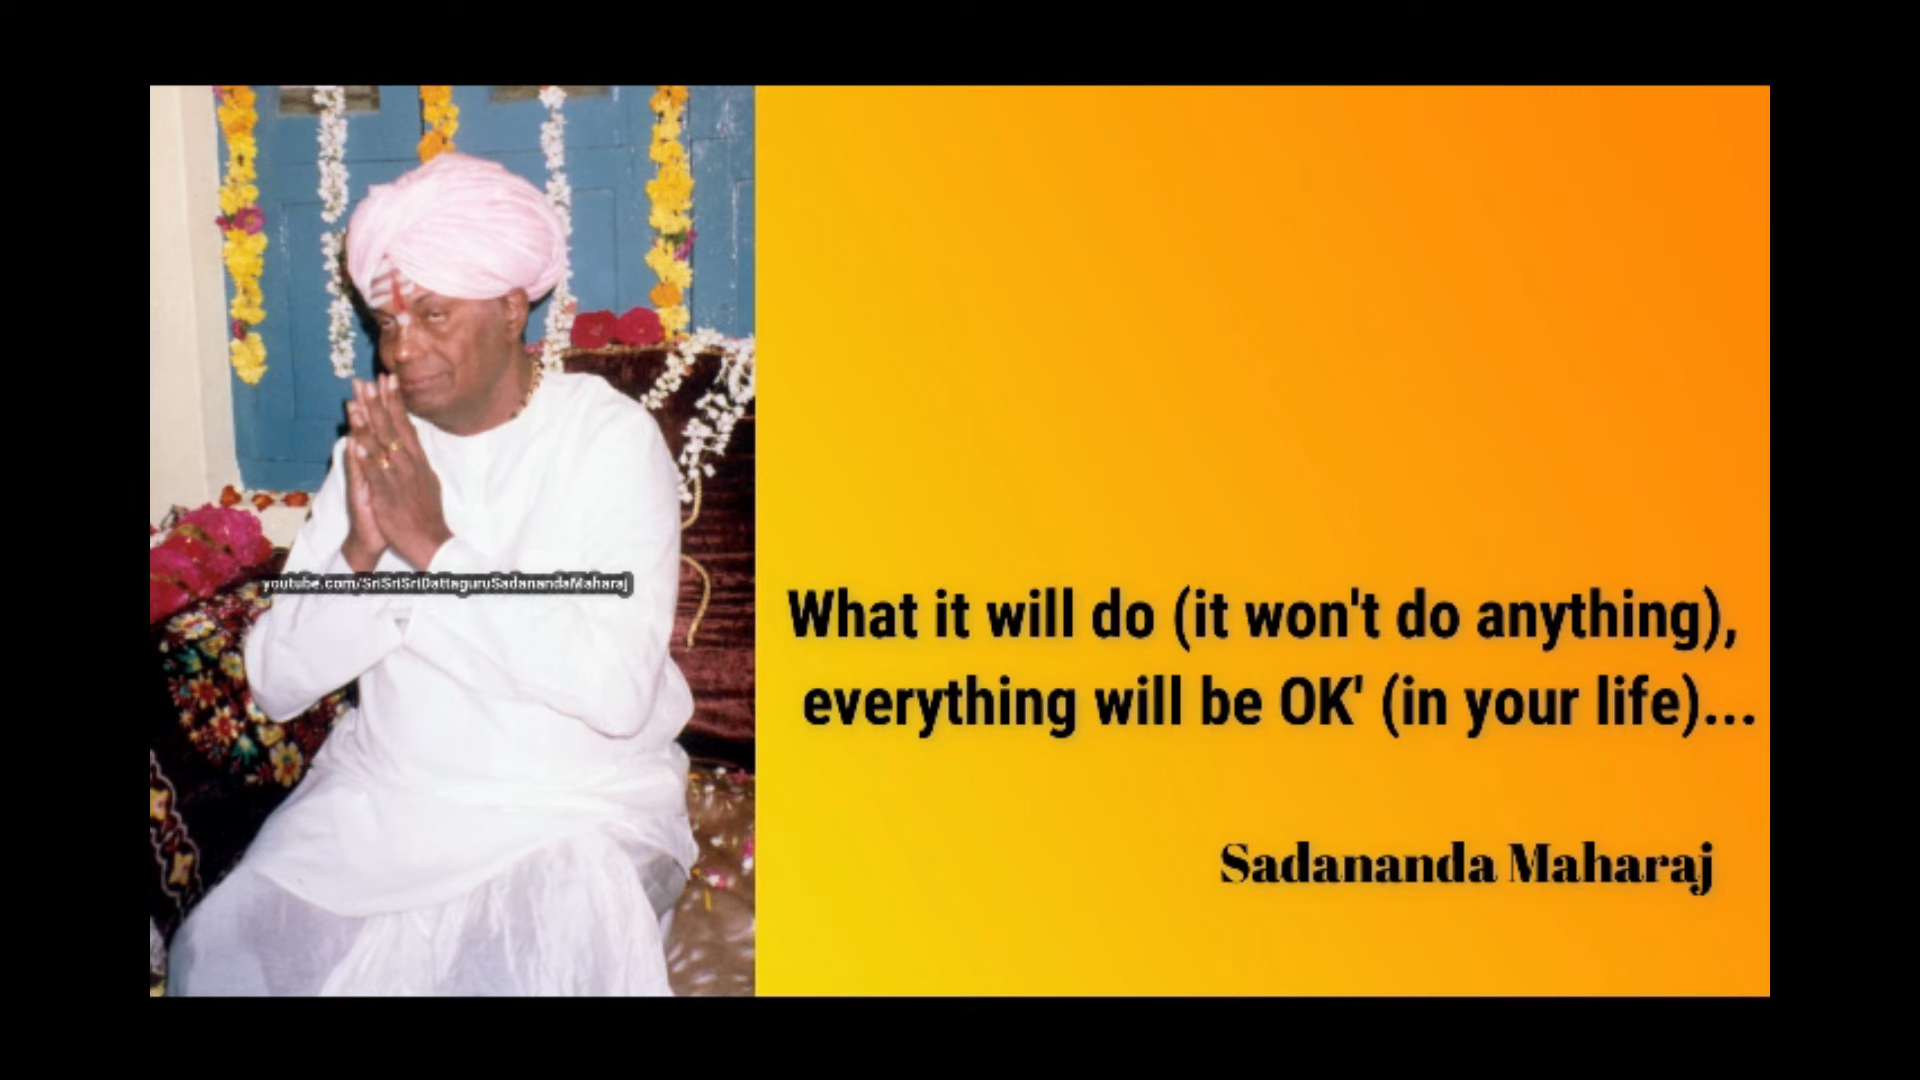 youtube.com/SriSriSriDattaguruSadanandaMaharaj
What it will do (it won't do anything),
everything will be OK' (in your life)...
Sadananda Maharaj